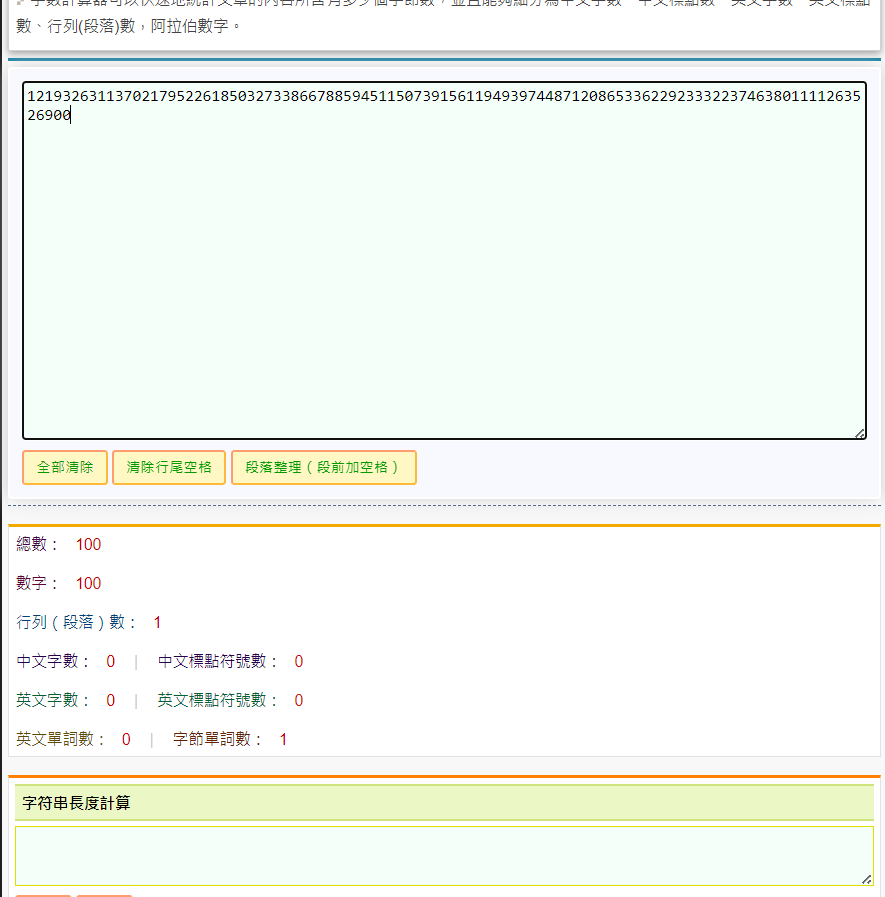 數、行列(段落)數，阿拉伯數字。
12193263113702179522618503273386678859451150739156119493974487120865336229233322374638011112635
26900
全部清除 清除行尾空格 段落整理（段前加空格）
總數： 100
數字： 100
行列（段落）數： 1
中文字數： 0 | 中文標點符號數： 0
英文字數： 0 | 英文標點符號數： 0
英文單詞數： 0 | 字節單詞數： 1
字符串長度計算